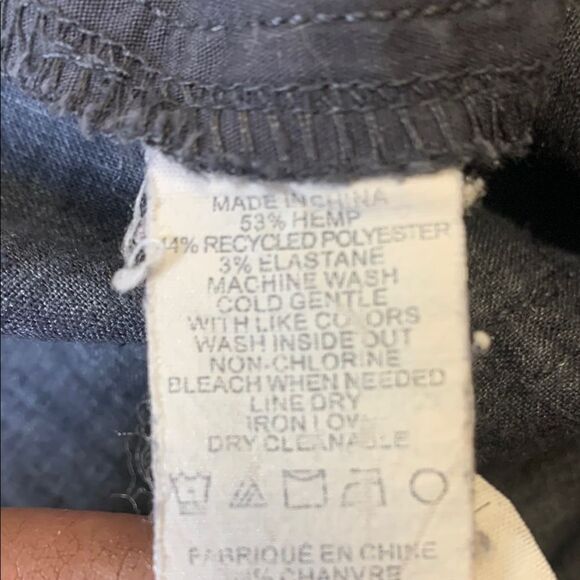 MADE IN CHINA
53% HEMP
44% RECYCLED POLYESTER
3% ELASTANE
MACHINE WASH
COLD GENTLE
WITH LIKE COLORS
WASH INSIDE OUT
NON-CHLORINE
BLEACH WHEN NEEDED
LINE DRY
IRON LOW
DRY CLEANABLE
FABRIQUÉ EN CHINE
% CHANVRE